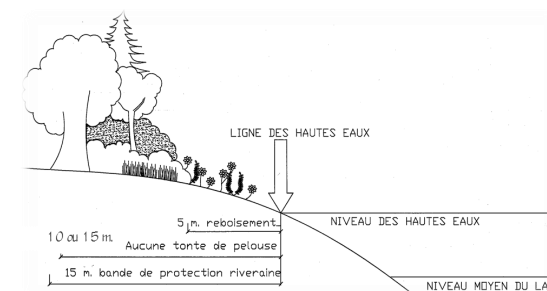 LIGNE DES HAUTES EAUX
5 m. reboisement
NIVEAU DES HAUTES EAUX
10 ou 15 m.
Aucune tonte de pelouse
15 m. bande de protection riveraine
NIVEAU MOYEN DU LA